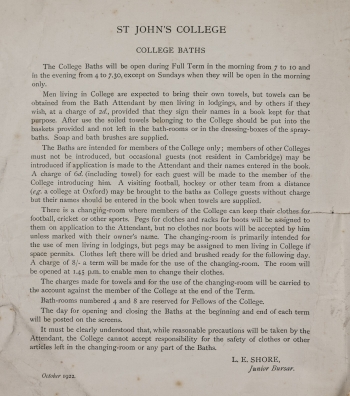 ST JOHN'S COLLEGE
COLLEGE BATHS
The College Baths will open during Full Term in the morning from 7 to 10 and
in the evening from 4 to 7.30, except on Sundays when they will be open in the morning
only.
Men living in College are expected to bring their own towels, but towels can be
obtained from the Bath Attendant by men living in lodgings, and by others if they
wish, at a charge of 2d., provided that they sign their names in a book kept for that
purpose. After use the soiled towels belonging to the College should be put into the
baskets provided and not left in the bath-rooms or in the dressing-boxes of the spray-
baths. Soap and bath brushes are supplied.
The Baths are intended for members of the College only; members of other Colleges
must not be introduced, but occasional guests (not resident in Cambridge) may be
introduced if application is made to the Attendant and their names entered in the book.
A charge of 6d. (including towel) for each guest will be made to the member of the
College introducing him. A visiting football, hockey or other team from a distance
(e.g. a college at Oxford) may be brought to the baths as College guests without charge
but their names should be entered in the book when towels are supplied.
There is a changing-room where members of the College can keep their clothes for
football, cricket or other sports. Pegs for clothes and racks for boots will be assigned to
them on application to the Attendant, but no clothes nor boots will be accepted by him
unless marked with their owner's name. The changing-room is primarily intended for
the use of men living in lodgings, but pegs may be assigned to men living in College if
space permits. Clothes left there will be dried and brushed ready for the following day.
A charge of 8/- a term will be made for the use of the changing-room. The room will
be opened at 1.45 p.m. to enable men to change their clothes.
The charges made for towels and for the use of the changing-room will be carried to
the account against the member of the College at the end of the Term.
Bath-rooms numbered 4 and 8 are reserved for Fellows of the College.
The day for opening and closing the Baths at the beginning and end of each term
will be posted on the screens.
It must be clearly understood that, while reasonable precautions will be taken by the
Attendant, the College cannot accept responsibility for the safety of clothes or other
articles left in the changing-room or any part of the Baths.
L. E. SHORE,
Junior Bursar.
October 1922.